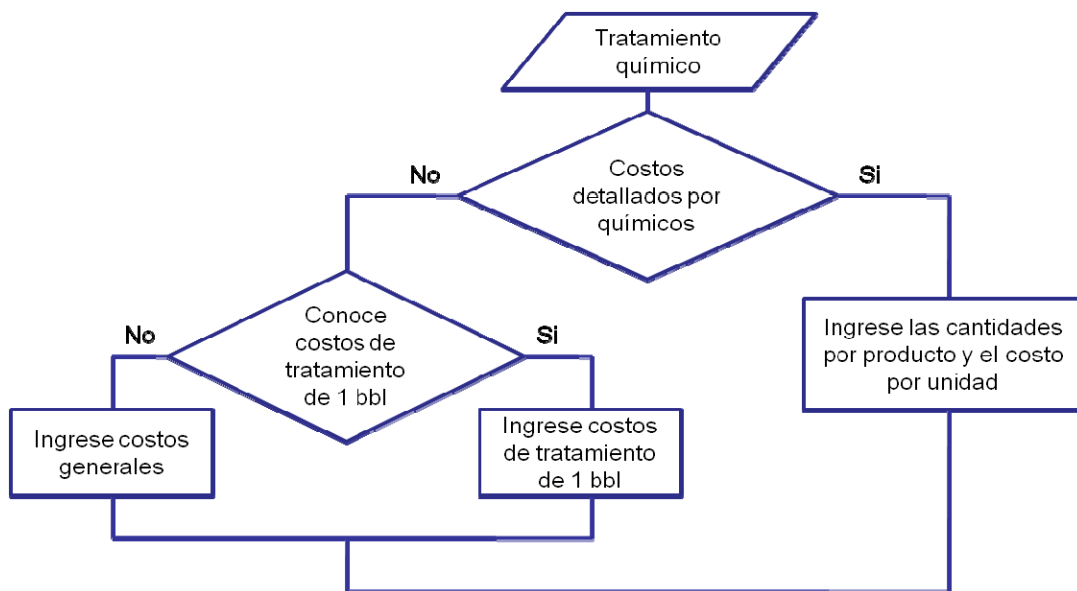 Tratamiento
químico
No
Costos
detallados por
químicos
Si
No
Conoce
costos de
tratamiento
de 1 bbl
Si
Ingrese las cantidades
por producto y el costo
por unidad
Ingrese costos
generales
Ingrese costos
de tratamiento
de 1 bbl